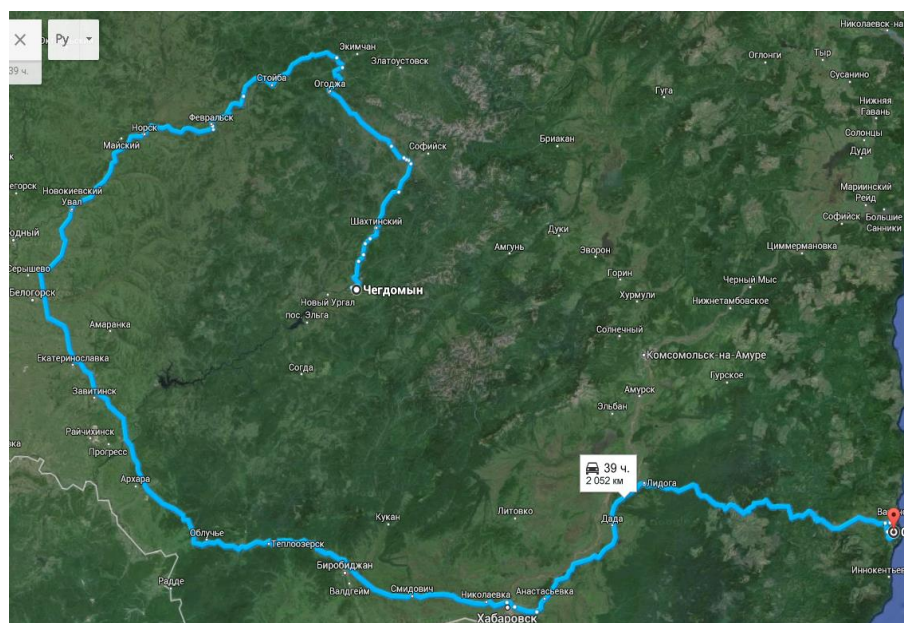 Николаевск-на
Экимчан
Ру
Златоустовск
Оглонги
Тыр
39 ч.
Стойба
Сусанино
Огоджа
Гуга
Нижняя
Гавань
Февральск
Норск
Солонцы
Майский
Бриакан
Софийск
Дуди
Мариинский
Рейд
Новокиевский
Увал
Софийск
Большие
Санники
Шахтинский
Дуки
Амгунь
Эворон
Циммермановка
Серышево
Горин
Черный Мыс
Чегдомын
Белогорск
Новый Ургал
Хурмули
Нижнетамбовское
пос. Эльга
Амаранка
Солнечный
Екатеринославка
Комсомольск-на-Амуре
Согда
Гурское
Завитинск
Амурск
Эльбан
Райчихинск
Прогресс
39 ч.
2 052 км
Архара
Лидога
Литовко
Кукан
Дада
Облучье
Теплоозерск
Биробиджан
Иннокентьев
Радде
Валдгейм
Смидович
Николаевка
Анастасьевка
Хабаровск